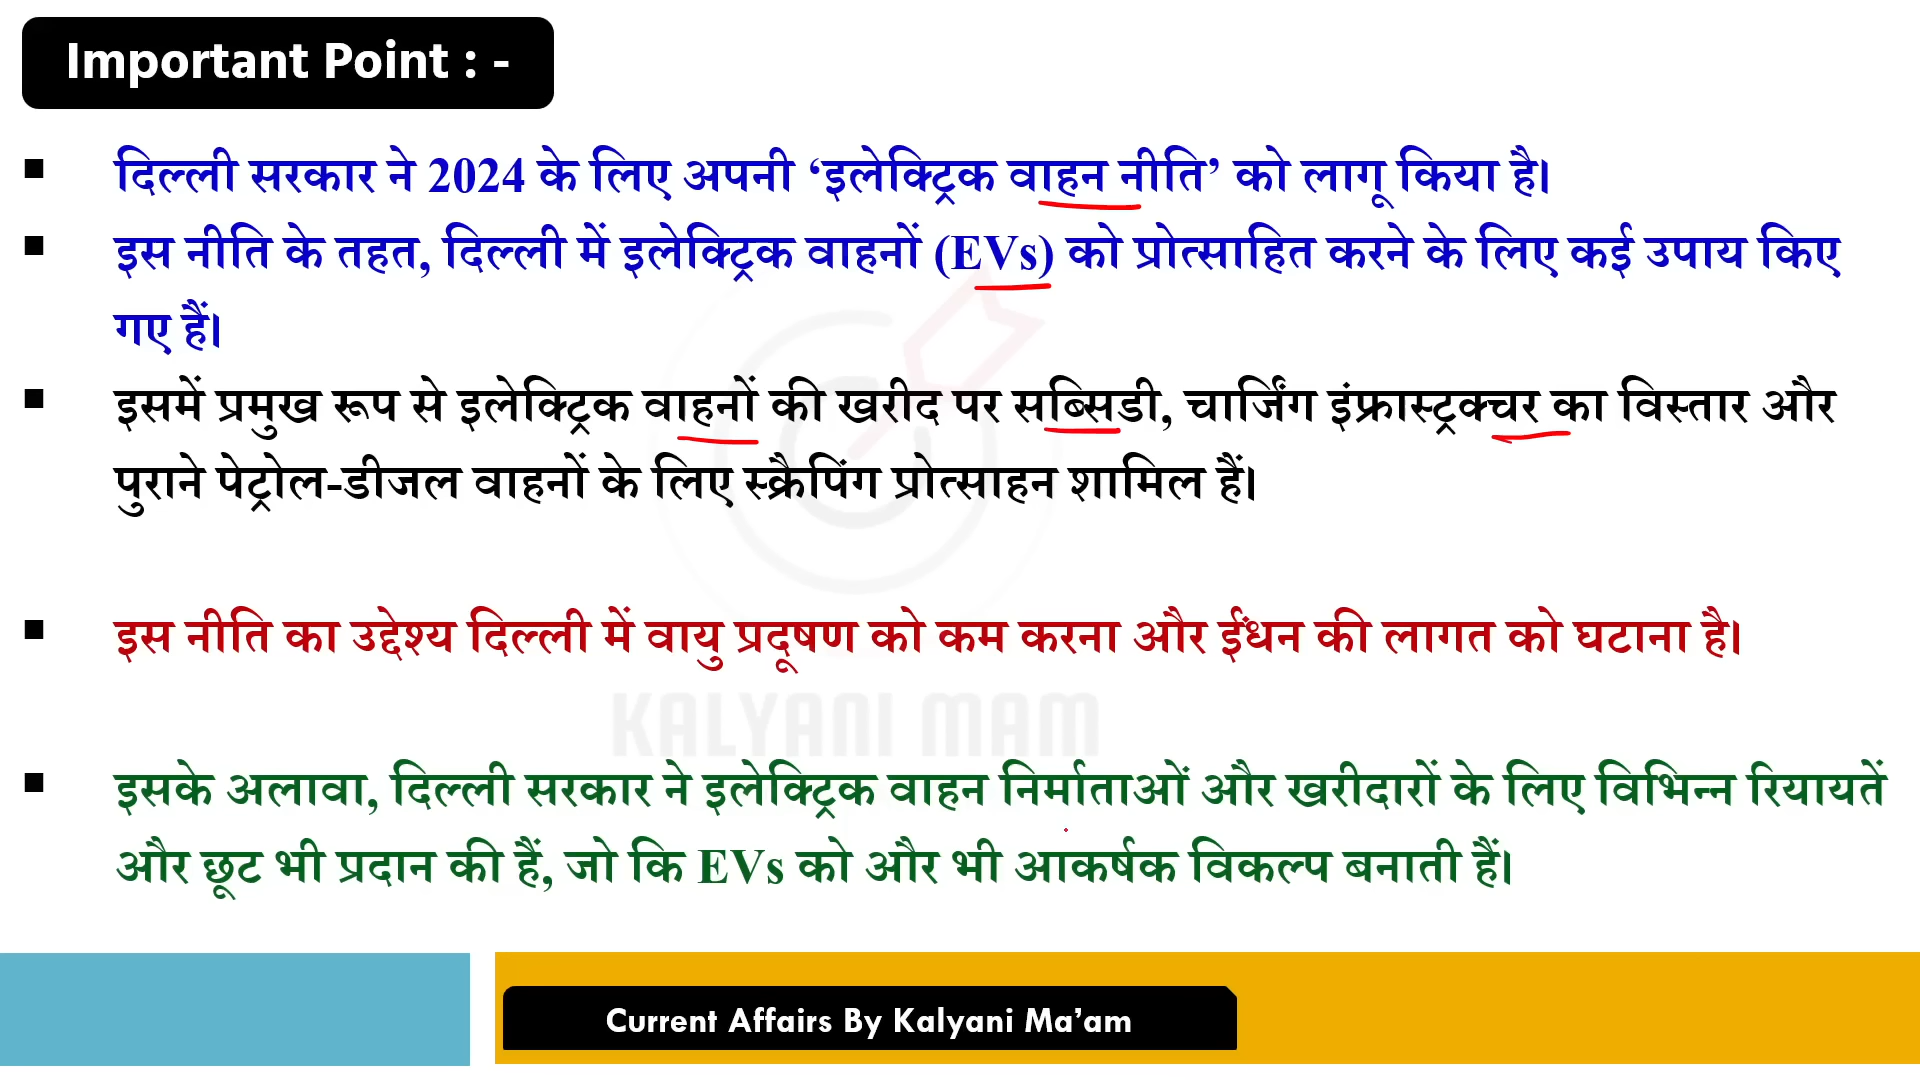 Important Point : -
▪ दिल्ली सरकार ने 2024 के लिए अपनी ‘इलेक्ट्रिक वाहन नीति’ को लागू किया है।
▪ इस नीति के तहत, दिल्ली में इलेक्ट्रिक वाहनों (EVs) को प्रोत्साहित करने के लिए कई उपाय किए
गए हैं।
▪ इसमें प्रमुख रूप से इलेक्ट्रिक वाहनों की खरीद पर सब्सिडी, चार्जिंग इंफ्रास्ट्रक्चर का विस्तार और
पुराने पेट्रोल-डीजल वाहनों के लिए स्क्रैपिंग प्रोत्साहन शामिल हैं।
▪ इस नीति का उद्देश्य दिल्ली में वायु प्रदूषण को कम करना और ईंधन की लागत को घटाना है।
KALYANI MAM
▪ इसके अलावा, दिल्ली सरकार ने इलेक्ट्रिक वाहन निर्माताओं और खरीदारों के लिए विभिन्न रियायतें
और छूट भी प्रदान की हैं, जो कि EVs को और भी आकर्षक विकल्प बनाती हैं।
Current Affairs By Kalyani Ma’am